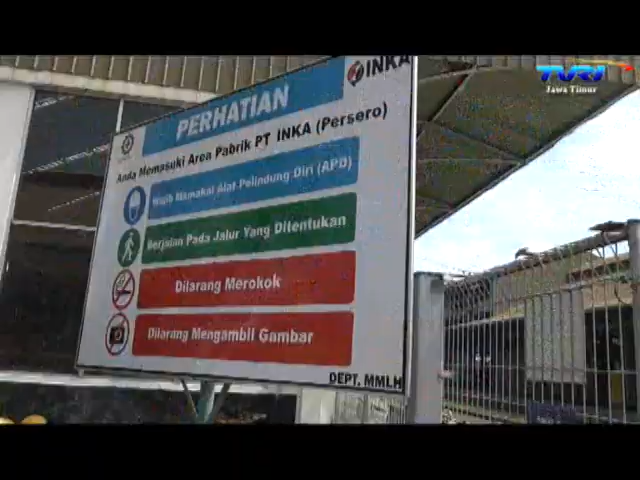 TVRI
Jawa Timur
INKA
PERHATIAN
Anda Memasuki Area Pabrik PT INKA (Persero)
Wajib Memakai Alat Pelindung Diri (APD)
Berjalan Pada Jalur Yang Ditentukan
Dilarang Merokok
Dilarang Mengambil Gambar
DEPT. MMLH